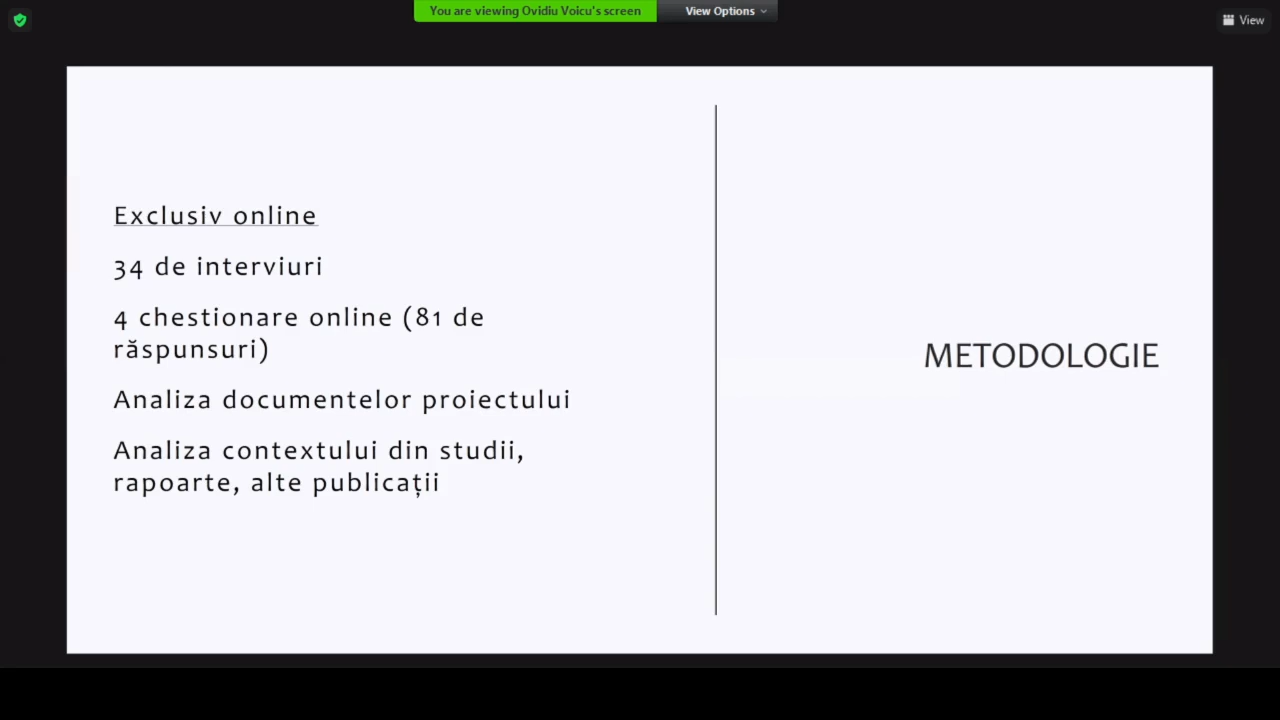 You are viewing Ovidiu Voicu's screen
View Options
View
Exclusiv online
34 de interviuri
4 chestionare online (81 de
răspunsuri)
Analiza documentelor proiectului
Analiza contextului din studii,
rapoarte, alte publicații
METODOLOGIE